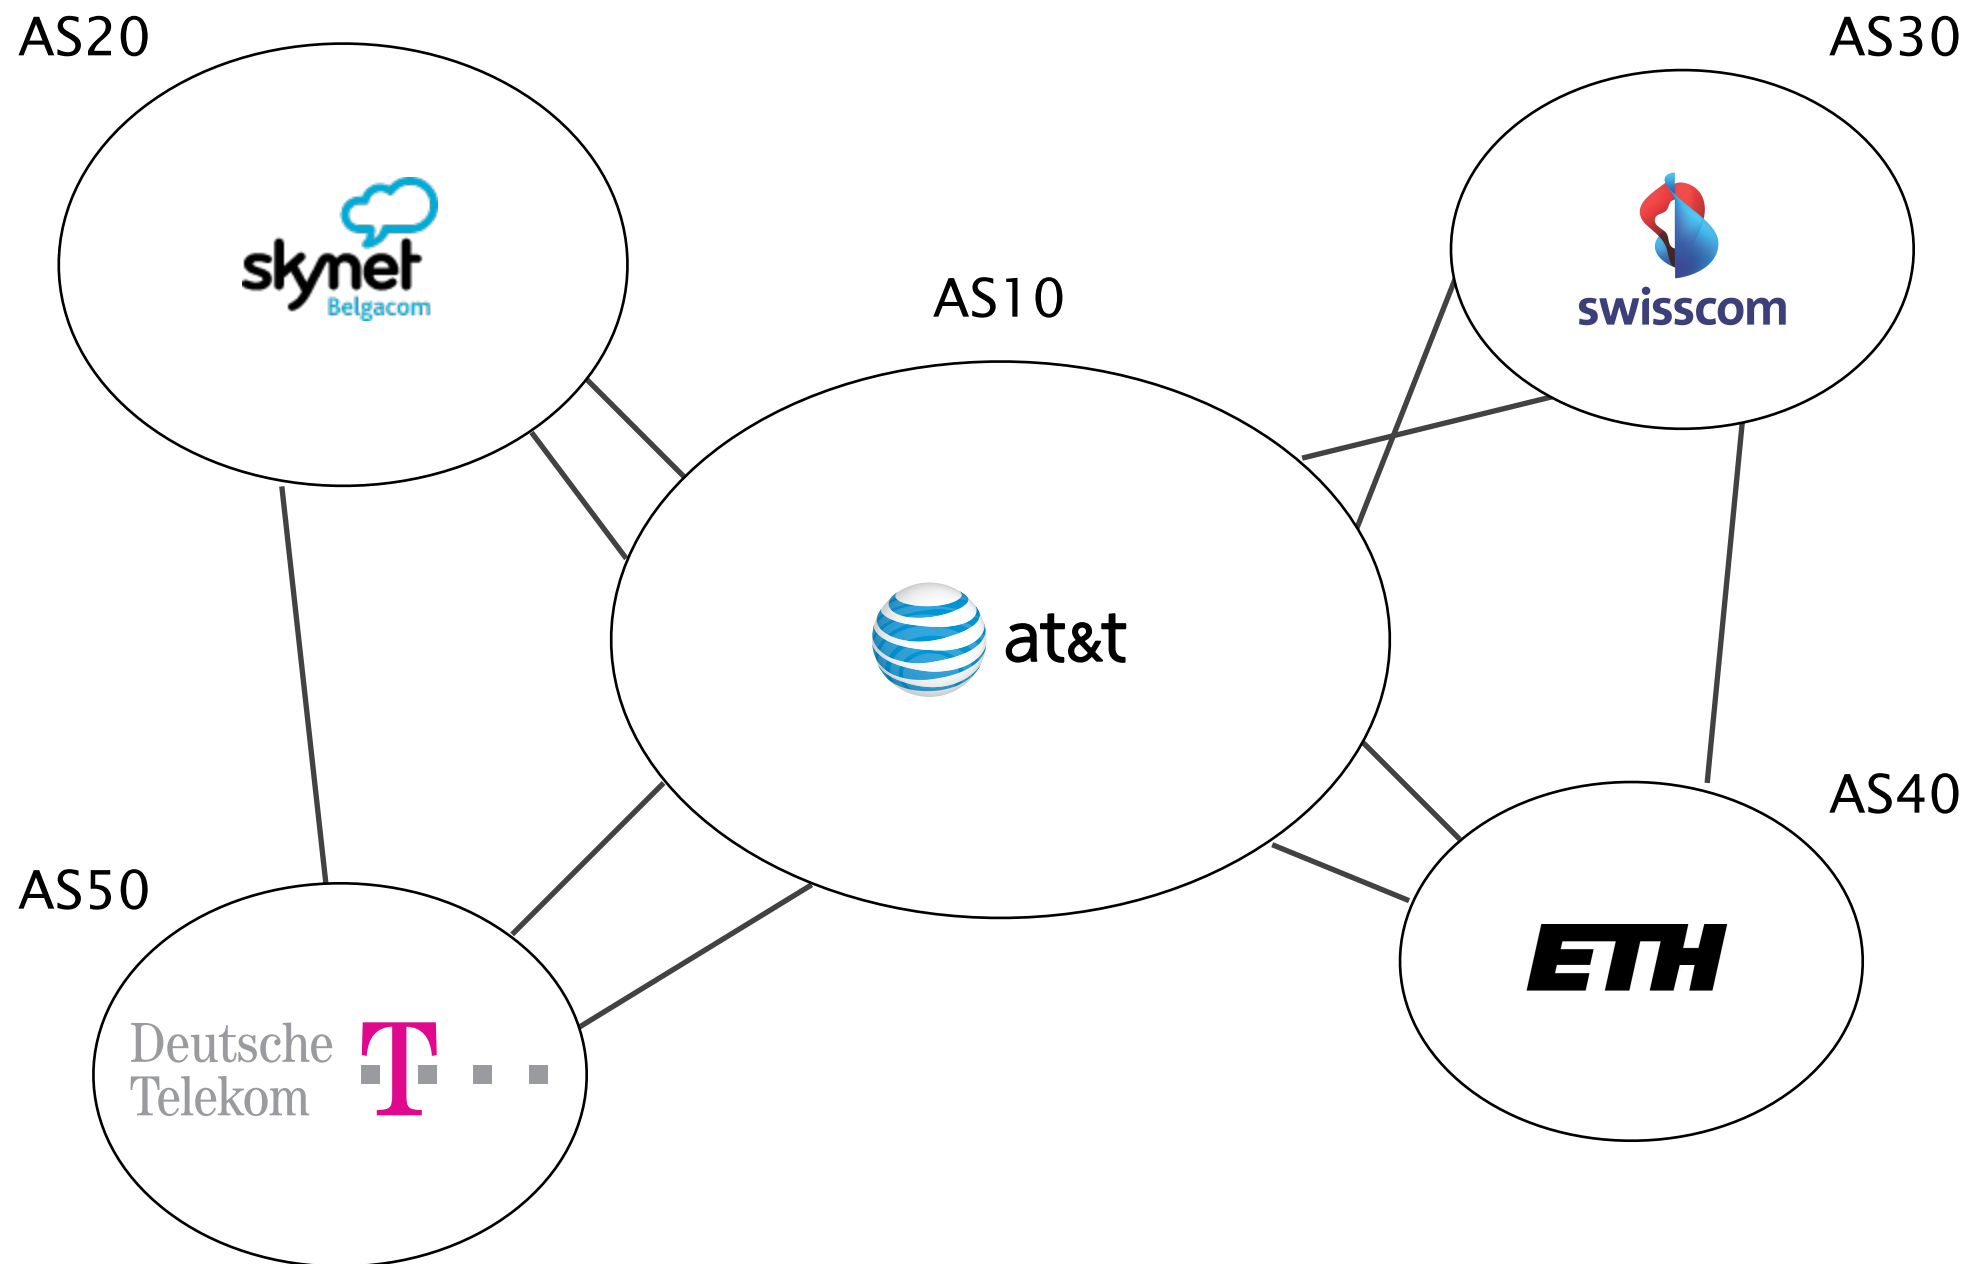 AS20
AS30
skynet
Belgacom
AS10
swisscom
at&t
AS40
AS50
ETH
Deutsche
Telekom
T